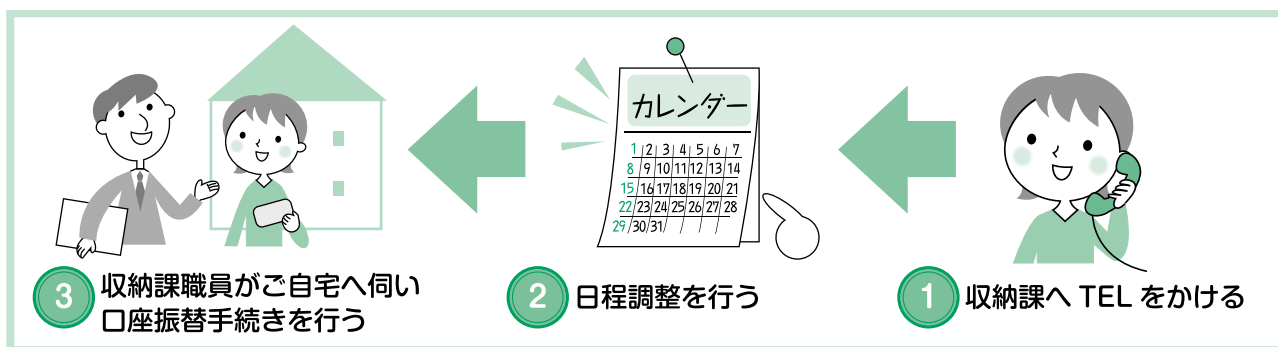 1
収納課へ TEL をかける
カレンダー
1 2 3 4 5 6 7
8 9 10 11 12 13 14
15 16 17 18 19 20 21
22 23 24 25 26 27 28
29 30 31
2
日程調整を行う
3
収納課職員がご自宅へ伺い
口座振替手続きを行う